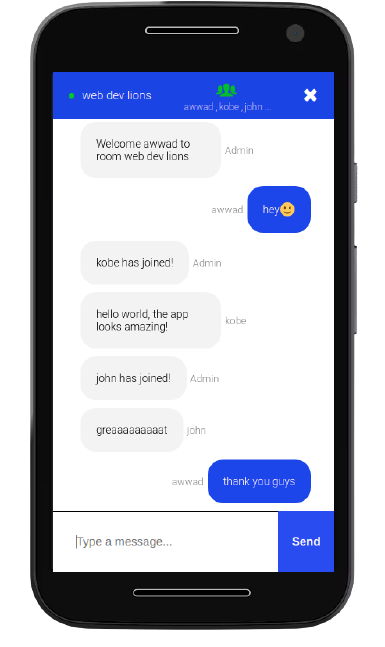 web dev lions
awwad , kobe , john ...
Welcome awwad to
room web dev lions
Admin
awwad
hey🙂
kobe has joined!
Admin
hello world, the app
looks amazing!
kobe
john has joined!
Admin
greaaaaaaaaat
john
awwad
thank you guys
Type a message...
Send